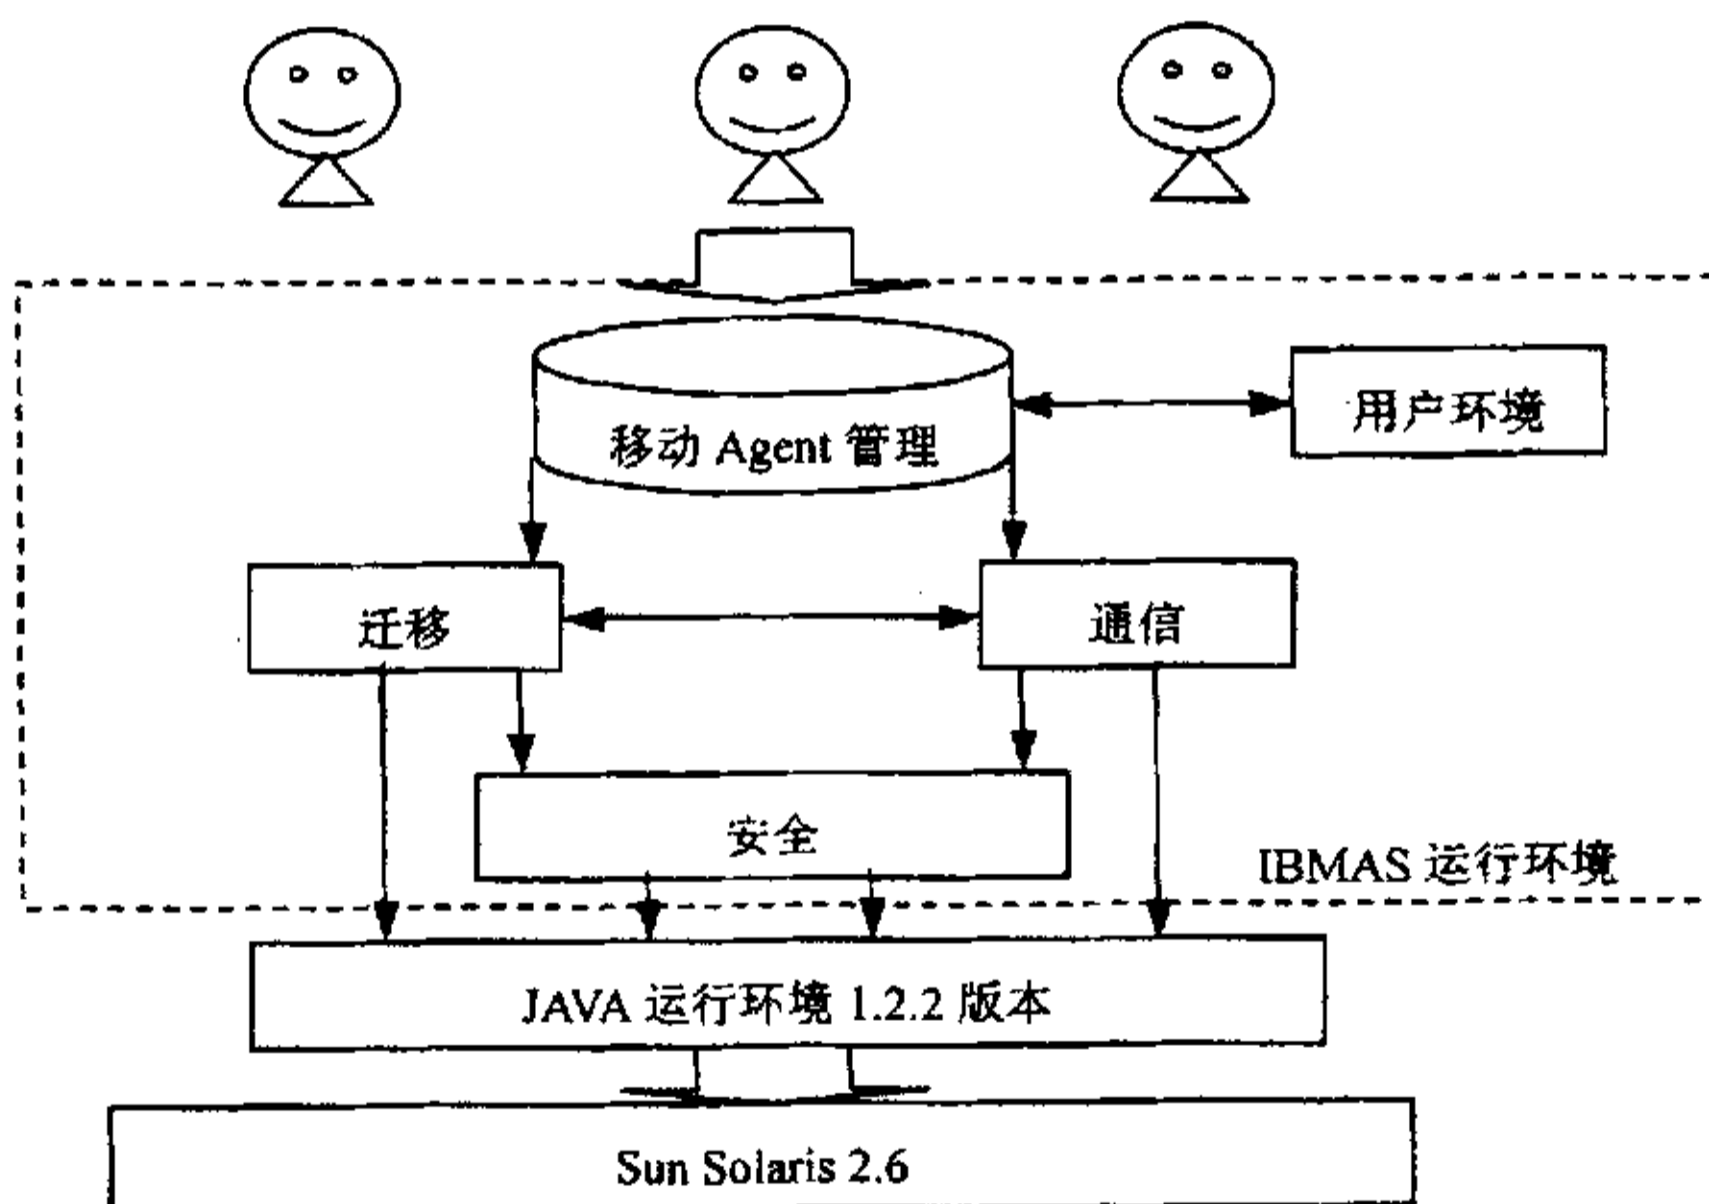 用户环境
移动 Agent 管理
迁移
通信
安全
IBMAS 运行环境
JAVA 运行环境 1.2.2 版本
Sun Solaris 2.6